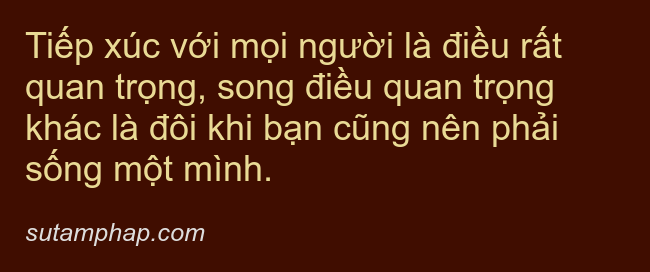 Tiếp xúc với mọi người là điều rất
quan trọng, song điều quan trọng
khác là đôi khi bạn cũng nên phải
sống một mình.
sutamphap.com